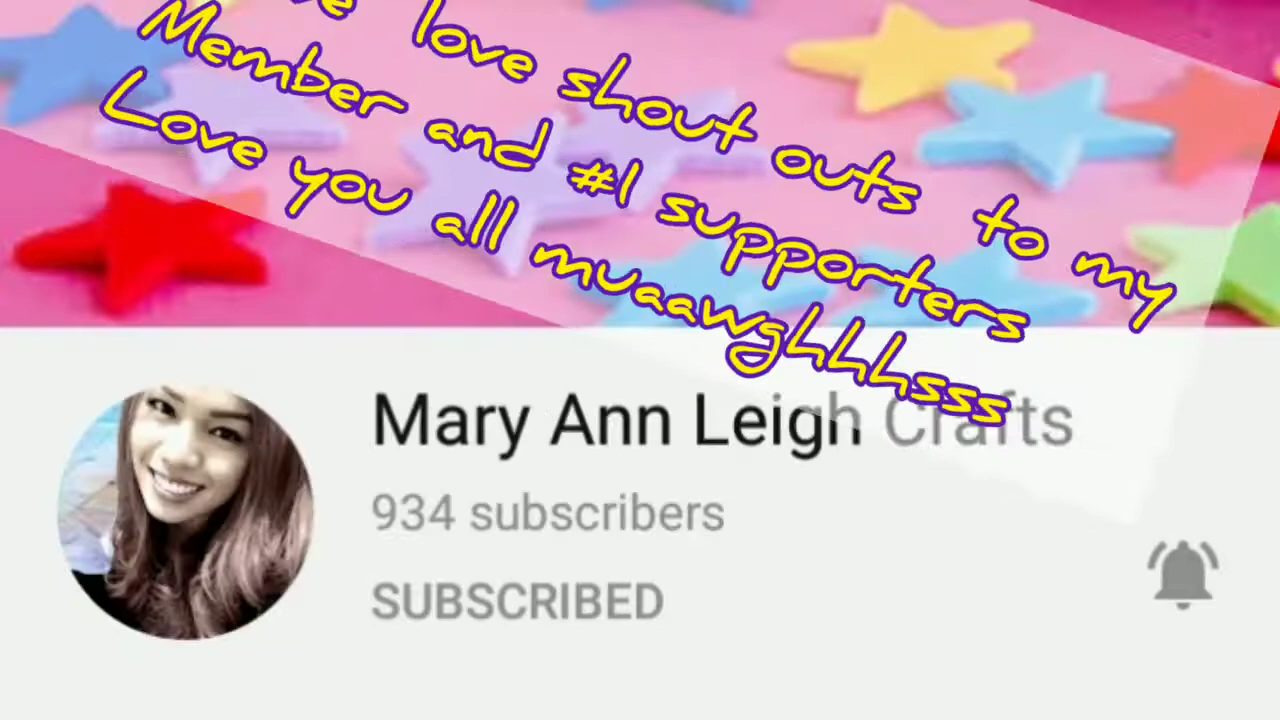 love shout outs to my
Member and #1 supporters
Love you all muaawghhhsss
Mary Ann Leigh Crafts
934 subscribers
SUBSCRIBED